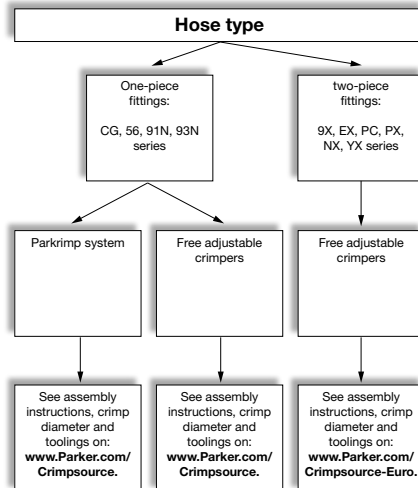 Hose type
One-piece
fittings:
CG, 56, 91N, 93N
series
two-piece
fittings:
9X, EX, PC, PX,
NX, YX series
Parkrimp system
Free adjustable
crimpers
Free adjustable
crimpers
See assembly
instructions, crimp
diameter and
toolings on:
www.Parker.com/
Crimpsource.
See assembly
instructions, crimp
diameter and
toolings on:
www.Parker.com/
Crimpsource.
See assembly
instructions, crimp
diameter and
toolings on:
www.Parker.com/
Crimpsource-Euro.